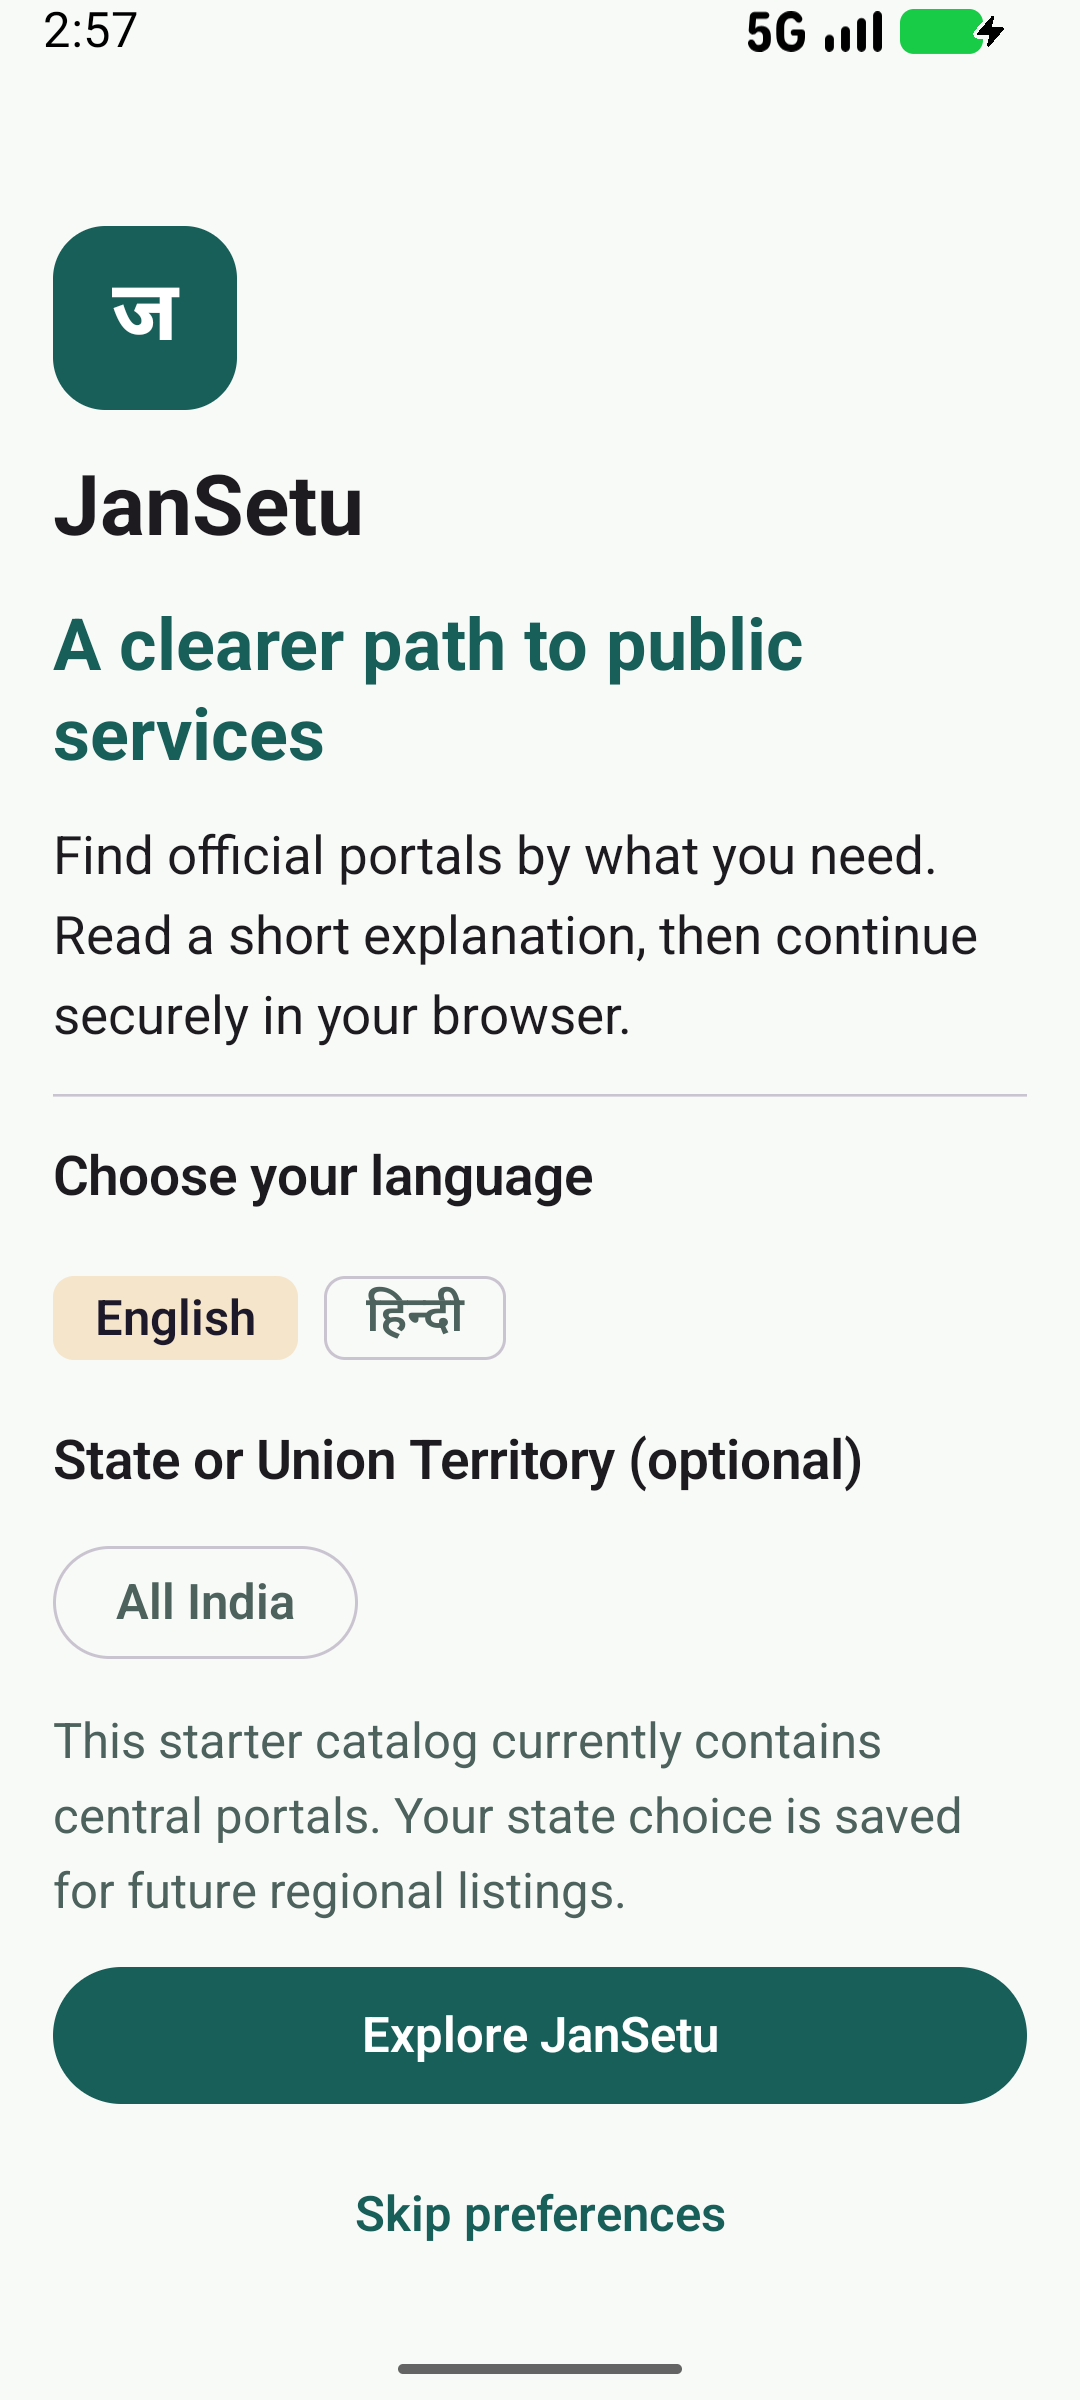 2:57
5G
ज
JanSetu
A clearer path to public
services
Find official portals by what you need.
Read a short explanation, then continue
securely in your browser.
Choose your language
English
हिन्दी
State or Union Territory (optional)
All India
This starter catalog currently contains
central portals. Your state choice is saved
for future regional listings.
Explore JanSetu
Skip preferences